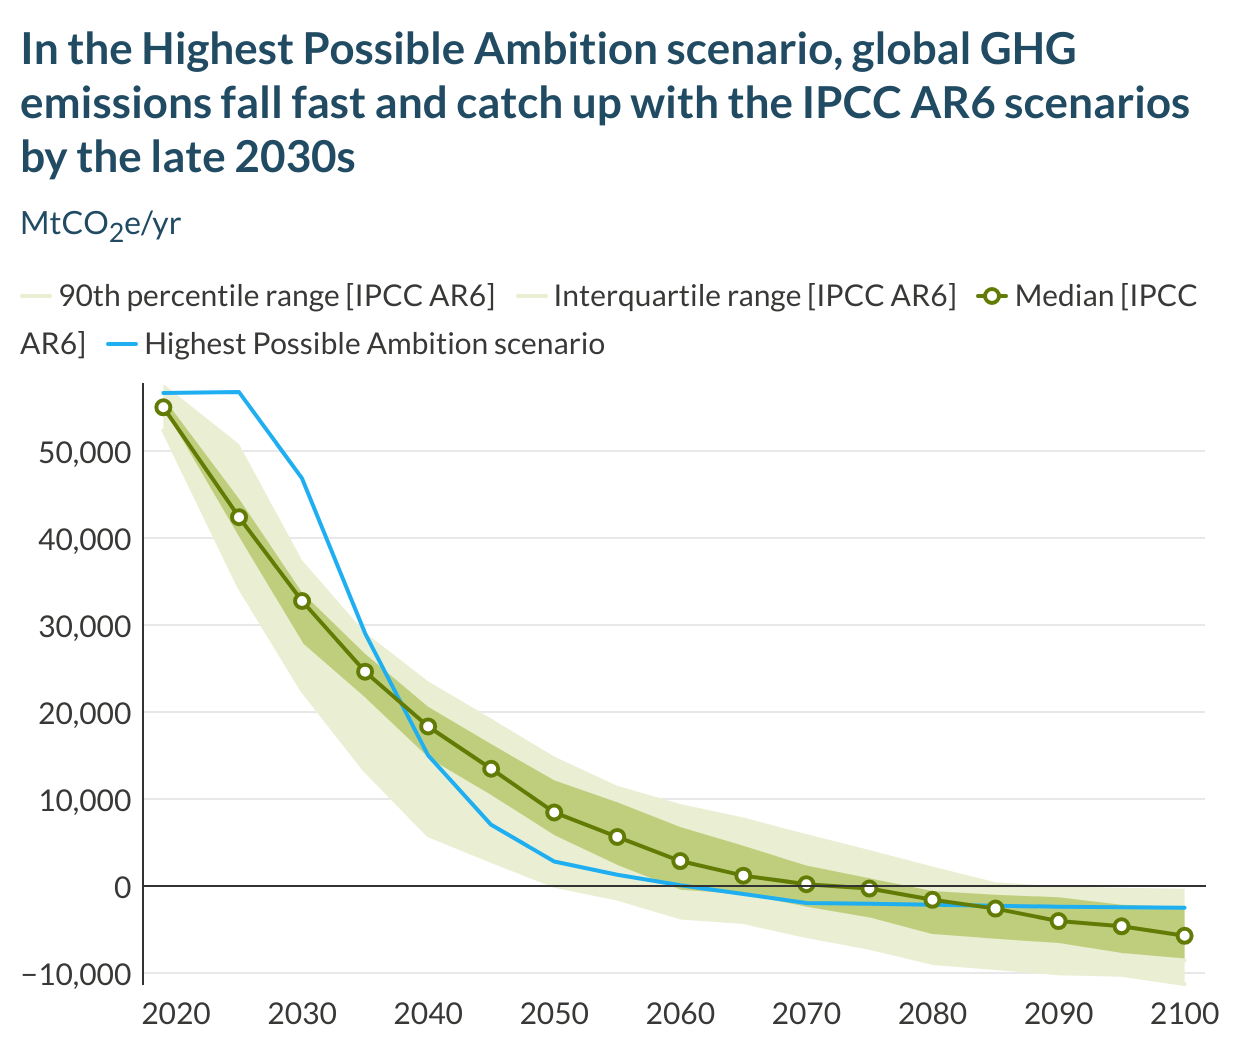 In the Highest Possible Ambition scenario, global GHG
emissions fall fast and catch up with the IPCC AR6 scenarios
by the late 2030s
MtCO₂e/yr
90th percentile range [IPCC AR6] Interquartile range [IPCC AR6] Median [IPCC
AR6] Highest Possible Ambition scenario
50,000
40,000
30,000
20,000
10,000
0
−10,000
2020 2030 2040 2050 2060 2070 2080 2090 2100